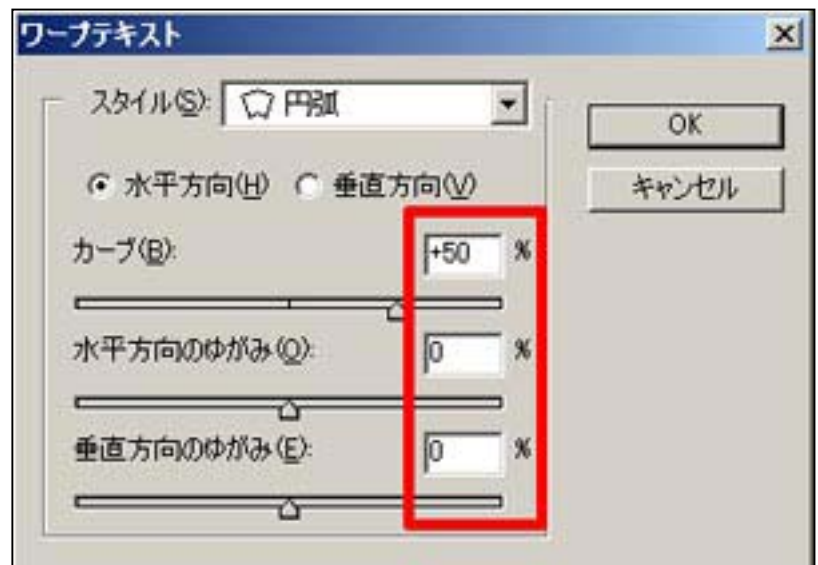 ワープテキスト
スタイル(S): 円弧
OK
水平方向(H) 垂直方向(V)
キャンセル
カーブ(B): +50 %
水平方向のゆがみ(O): 0 %
垂直方向のゆがみ(E): 0 %